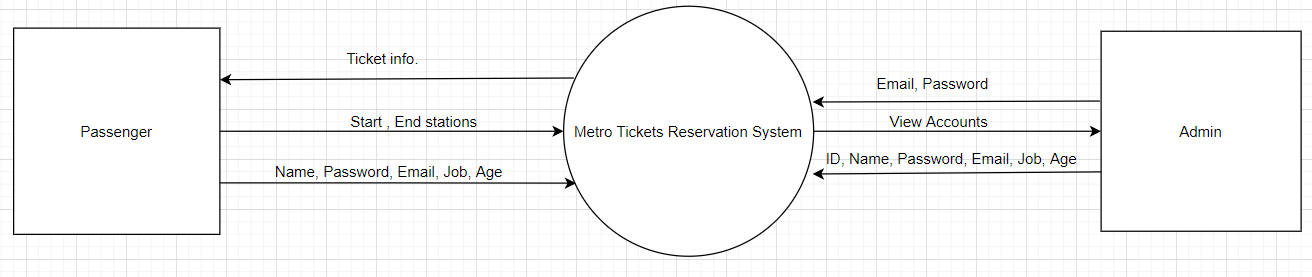 Ticket info.
Email, Password
Start , End stations
View Accounts
Passenger
Metro Tickets Reservation System
Admin
ID, Name, Password, Email, Job, Age
Name, Password, Email, Job, Age